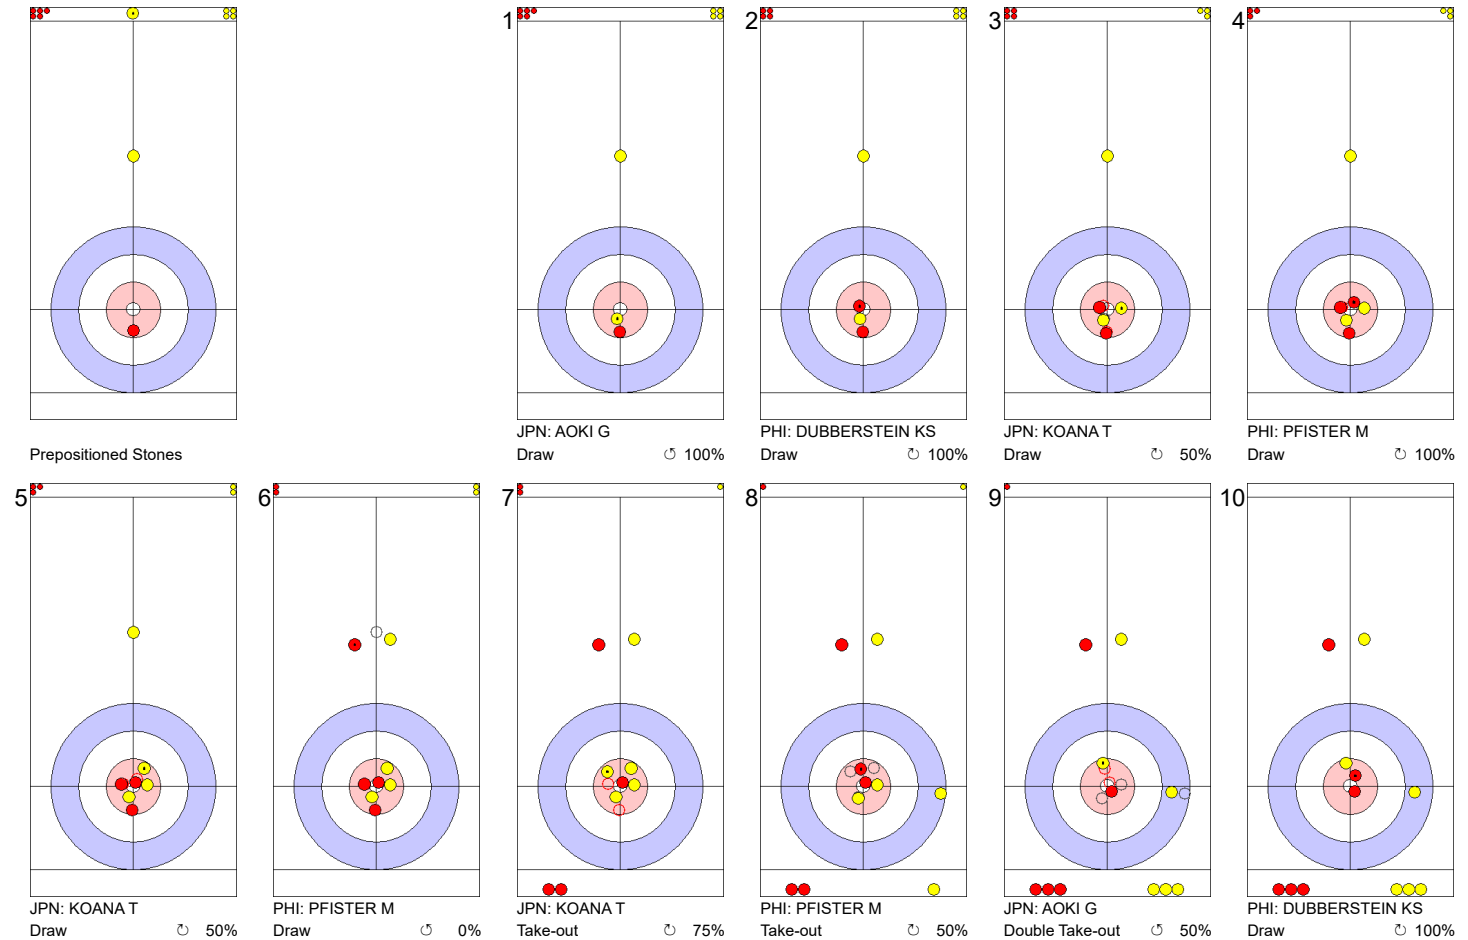 1
2
3
4
JPN: AOKI G
PHI: DUBBERSTEIN KS
JPN: KOANA T
PHI: PFISTER M
Prepositioned Stones
Draw ↺ 100%
Draw ↻ 100%
Draw ↻ 50%
Draw ↻ 100%
5
6
7
8
9
10
JPN: KOANA T
PHI: PFISTER M
JPN: KOANA T
PHI: PFISTER M
JPN: AOKI G
PHI: DUBBERSTEIN KS
Draw ↻ 50%
Draw ↺ 0%
Take-out ↻ 75%
Take-out ↻ 50%
Double Take-out ↺ 50%
Draw ↻ 100%